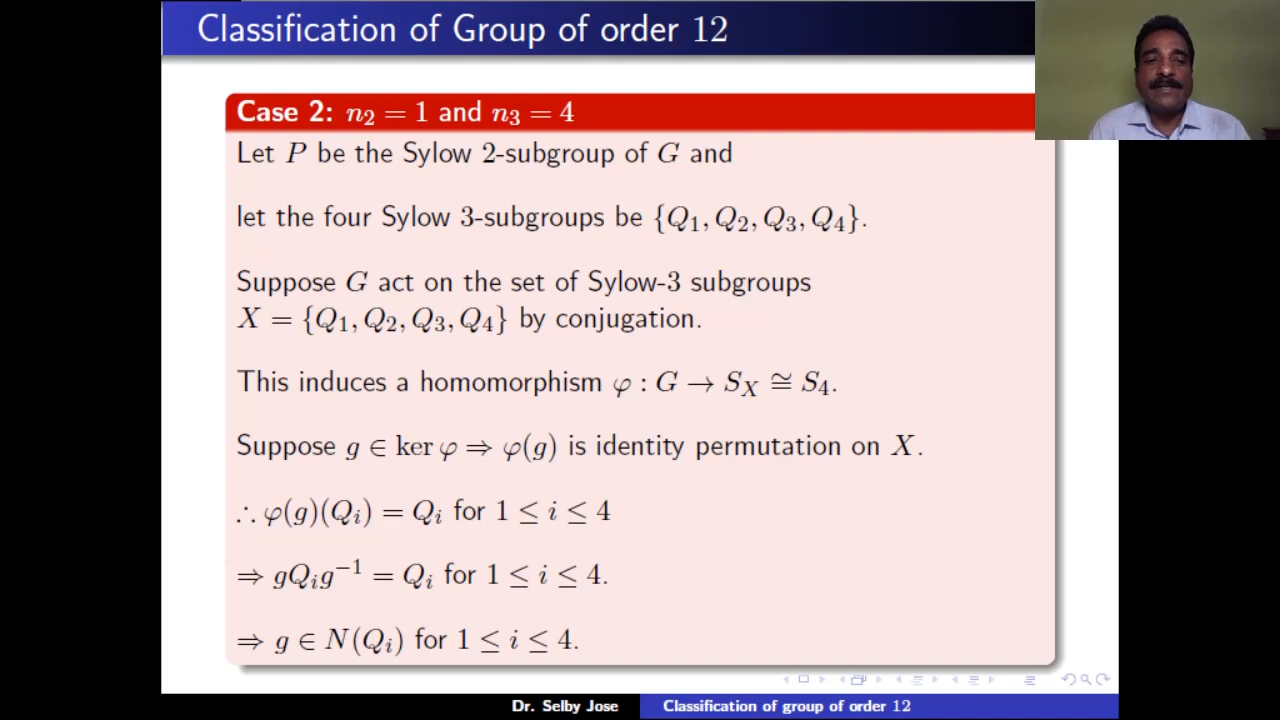 Classification of Group of order 12
Case 2: n₂ = 1 and n₃ = 4
Let P be the Sylow 2-subgroup of G and
let the four Sylow 3-subgroups be {Q₁, Q₂, Q₃, Q₄}.
Suppose G act on the set of Sylow-3 subgroups
X = {Q₁, Q₂, Q₃, Q₄} by conjugation.
This induces a homomorphism φ : G → S_X ≅ S₄.
Suppose g ∈ ker φ ⇒ φ(g) is identity permutation on X.
∴ φ(g)(Qᵢ) = Qᵢ for 1 ≤ i ≤ 4
⇒ gQᵢg⁻¹ = Qᵢ for 1 ≤ i ≤ 4.
⇒ g ∈ N(Qᵢ) for 1 ≤ i ≤ 4.
Dr. Selby Jose
Classification of group of order 12